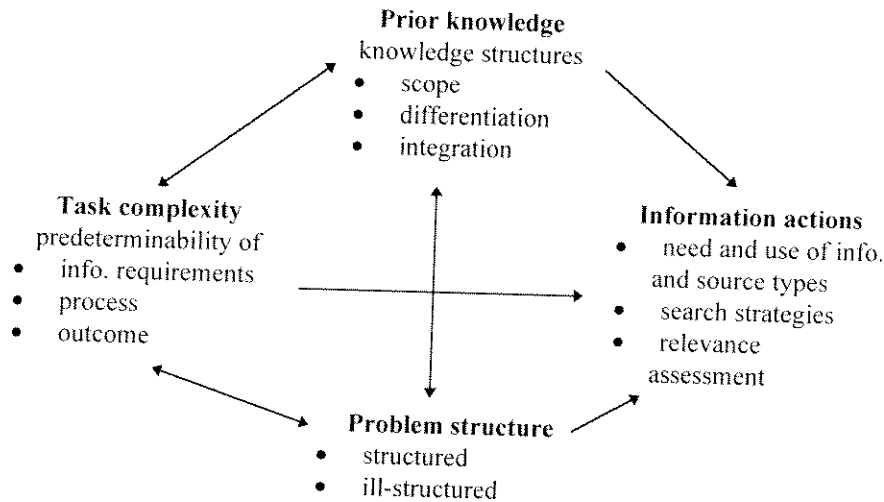 Prior knowledge
knowledge structures
• scope
• differentiation
• integration
Task complexity
predeterminability of
• info. requirements
• process
• outcome
Information actions
• need and use of info.
and source types
• search strategies
• relevance
assessment
Problem structure
• structured
• ill-structured